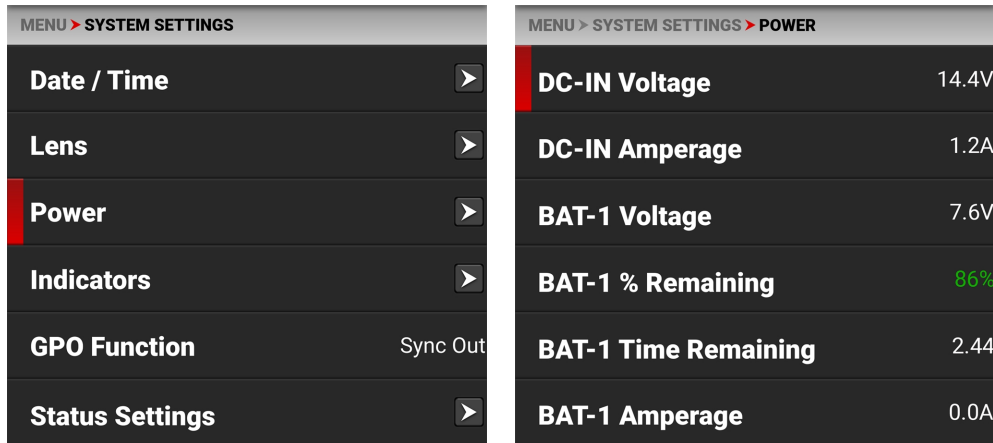 MENU > SYSTEM SETTINGS
Date / Time
Lens
Power
Indicators
GPO Function Sync Out
Status Settings
MENU > SYSTEM SETTINGS > POWER
DC-IN Voltage 14.4V
DC-IN Amperage 1.2A
BAT-1 Voltage 7.6V
BAT-1 % Remaining 86%
BAT-1 Time Remaining 2.44
BAT-1 Amperage 0.0A